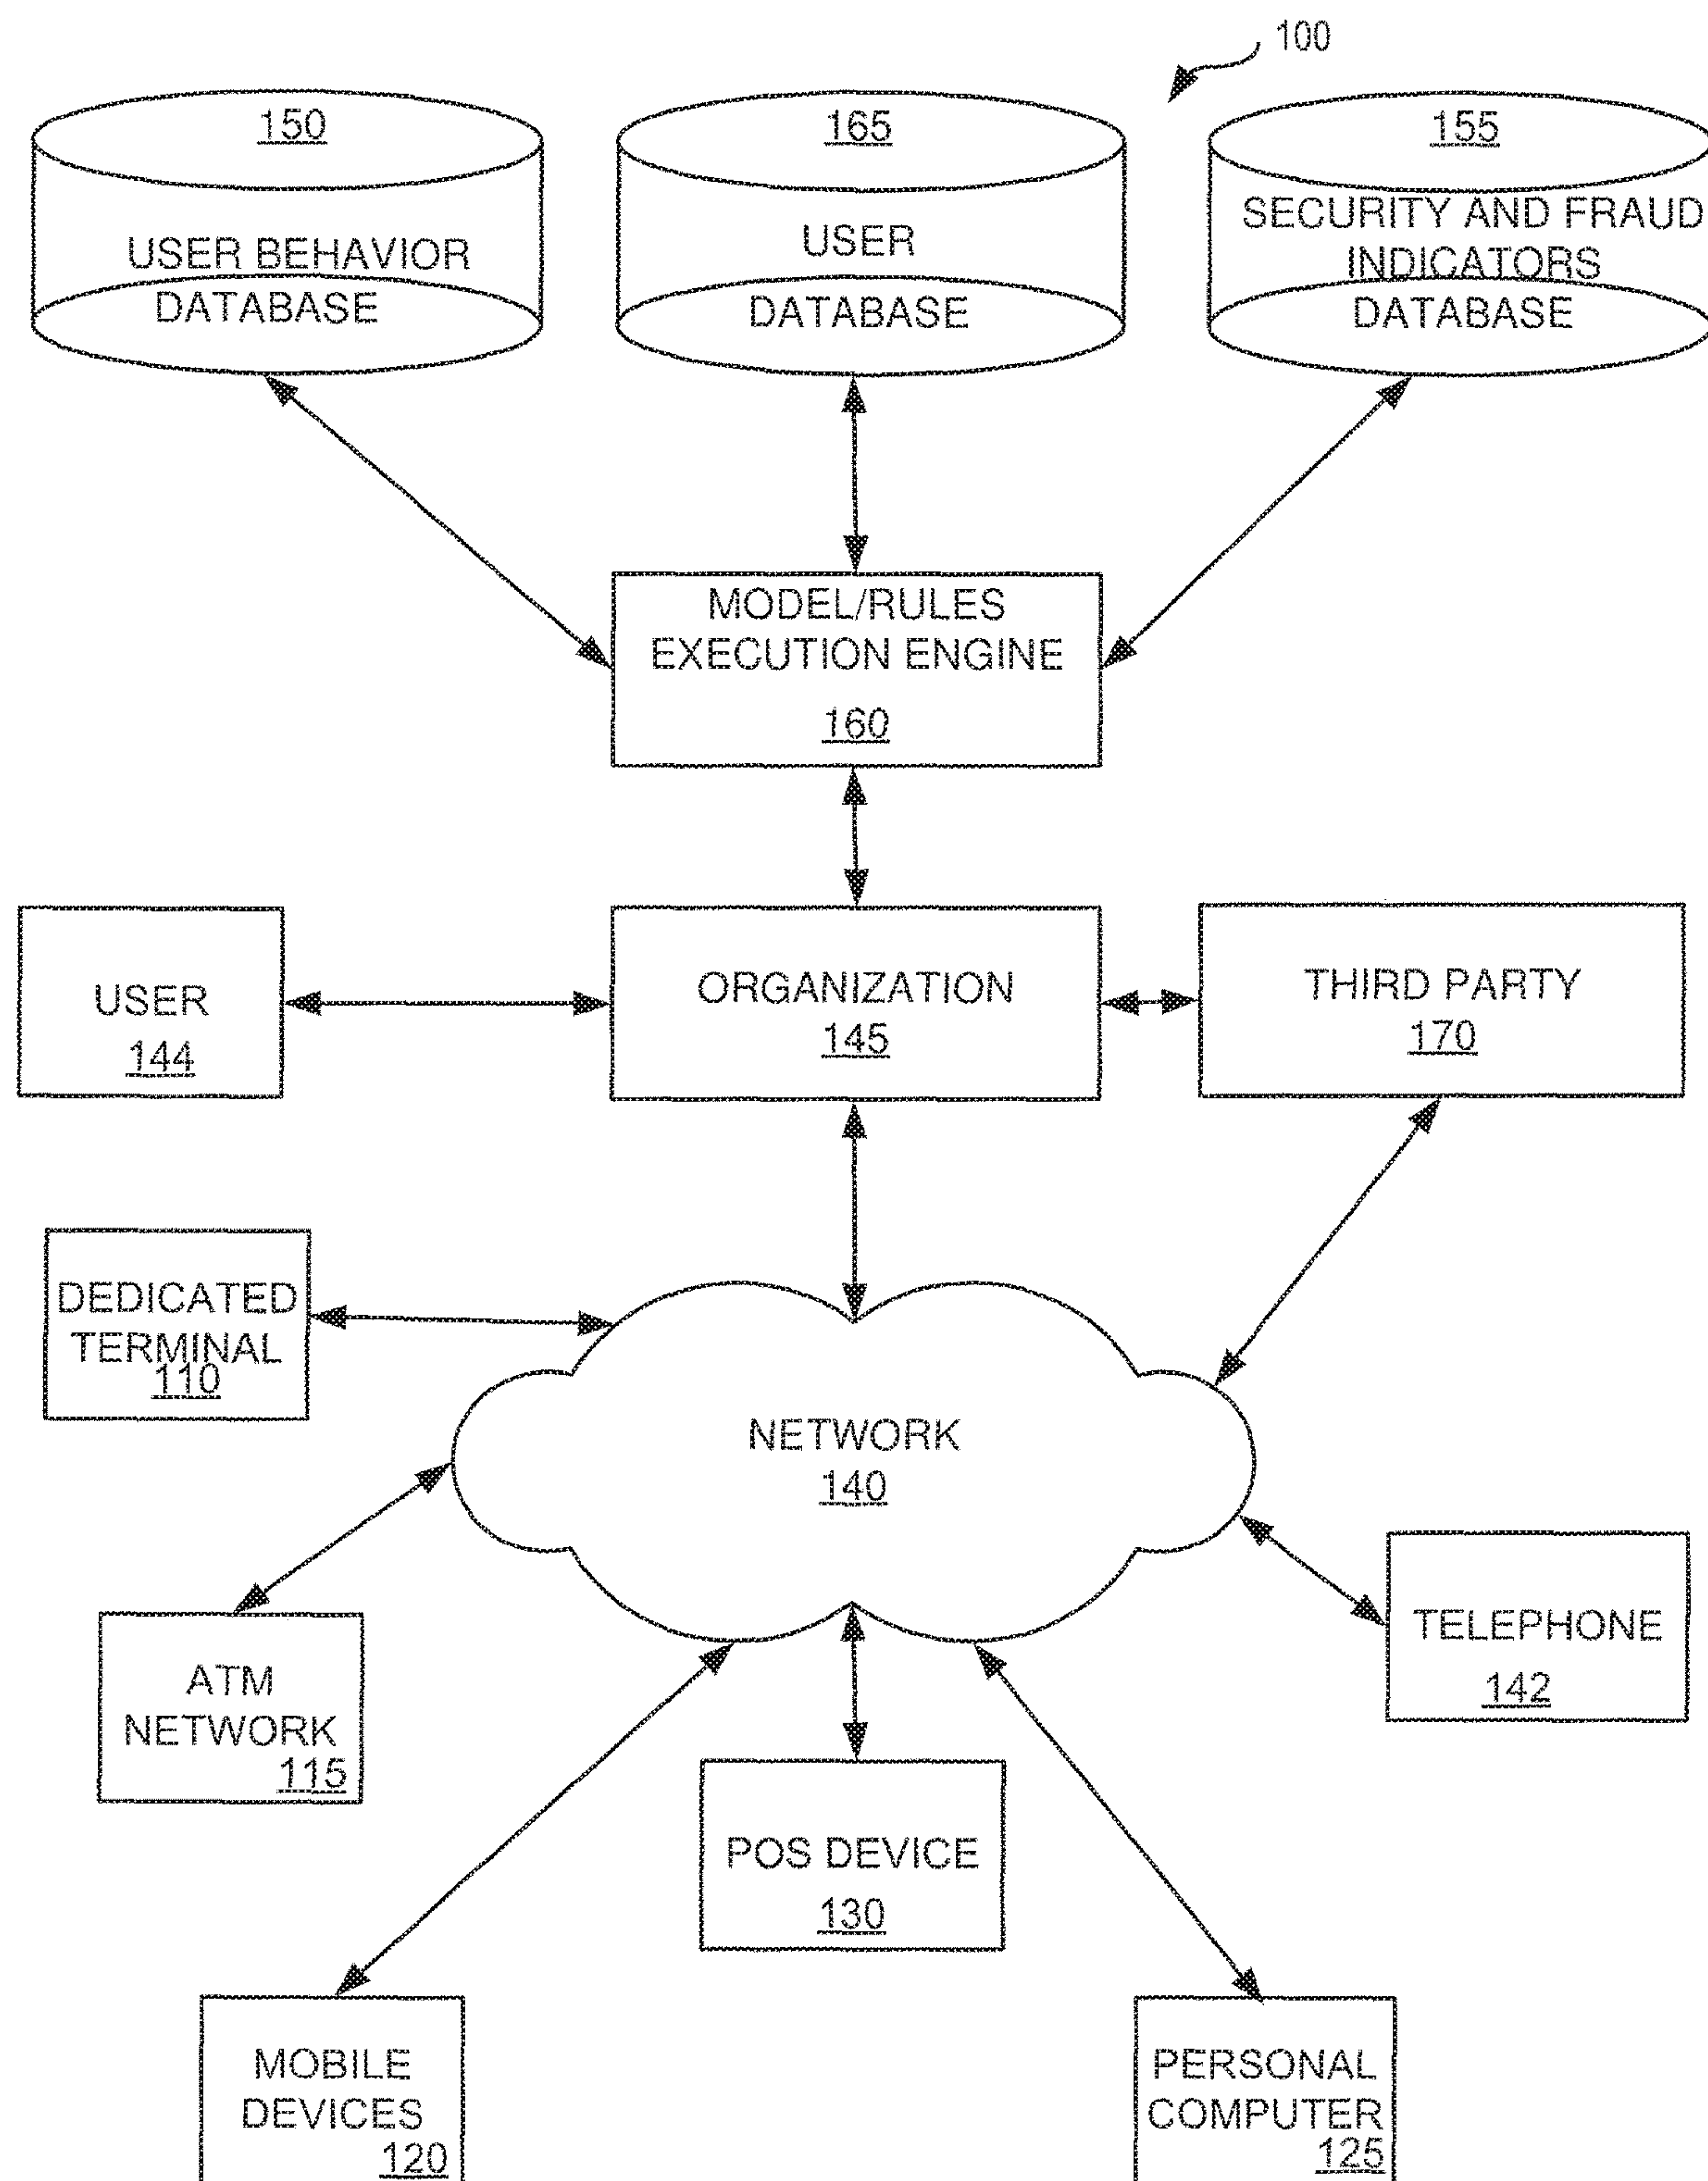 100
150
USER BEHAVIOR
DATABASE
165
USER
DATABASE
155
SECURITY AND FRAUD
INDICATORS
DATABASE
MODEL/RULES
EXECUTION ENGINE
160
USER
144
ORGANIZATION
145
THIRD PARTY
170
DEDICATED
TERMINAL
110
NETWORK
140
ATM
NETWORK
115
TELEPHONE
142
POS DEVICE
130
MOBILE
DEVICES
120
PERSONAL
COMPUTER
125